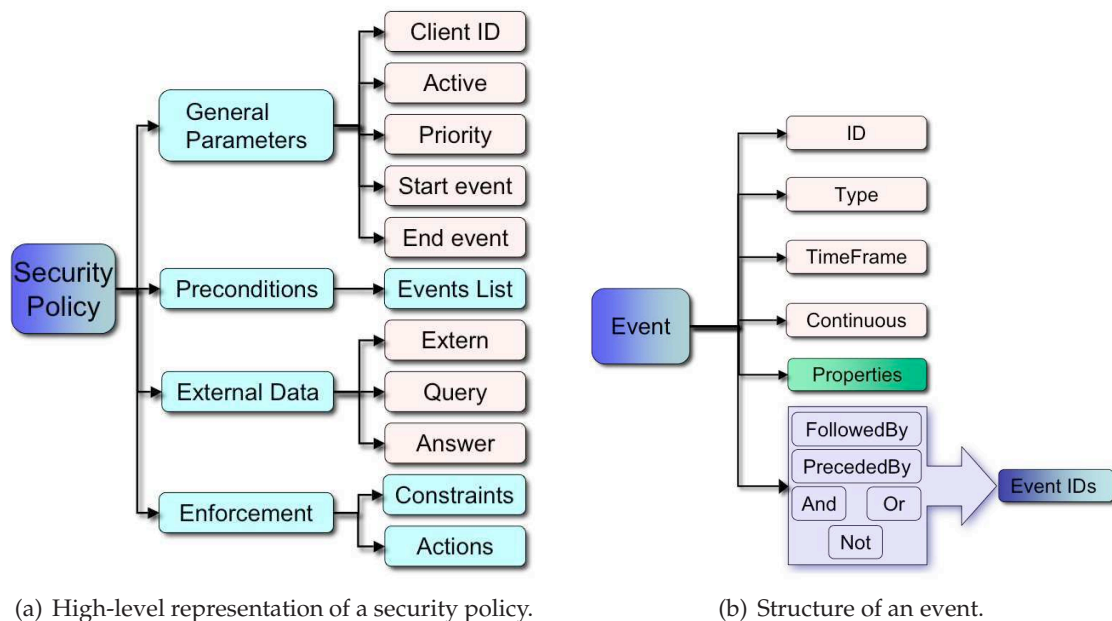 Security
Policy
General
Parameters
Client ID
Active
Priority
Start event
End event
Preconditions
Events List
External Data
Extern
Query
Answer
Enforcement
Constraints
Actions
(a) High-level representation of a security policy.
Event
ID
Type
TimeFrame
Continuous
Properties
FollowedBy
PrecededBy
And
Or
Not
Event IDs
(b) Structure of an event.